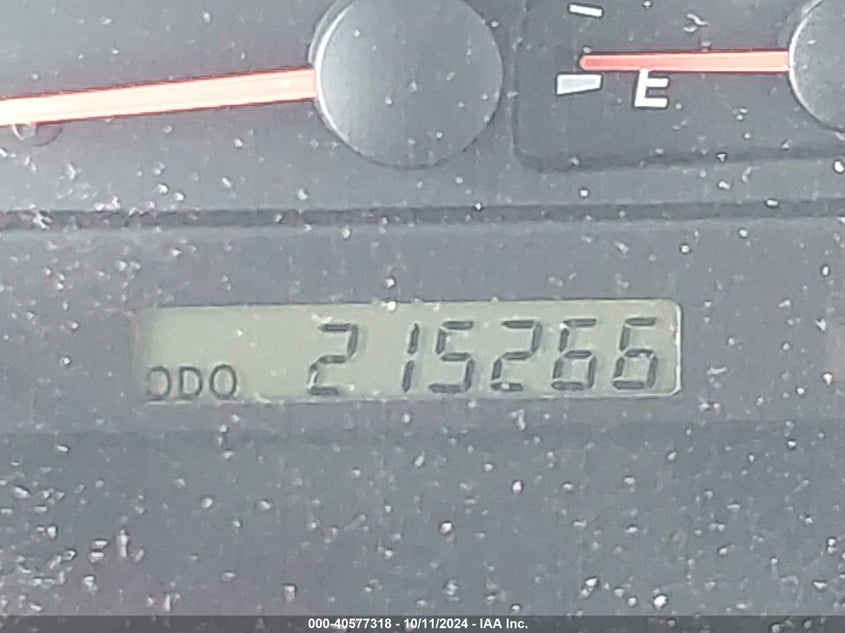 E
ODO 215266
000-40577318 - 10/11/2024 - IAA Inc.